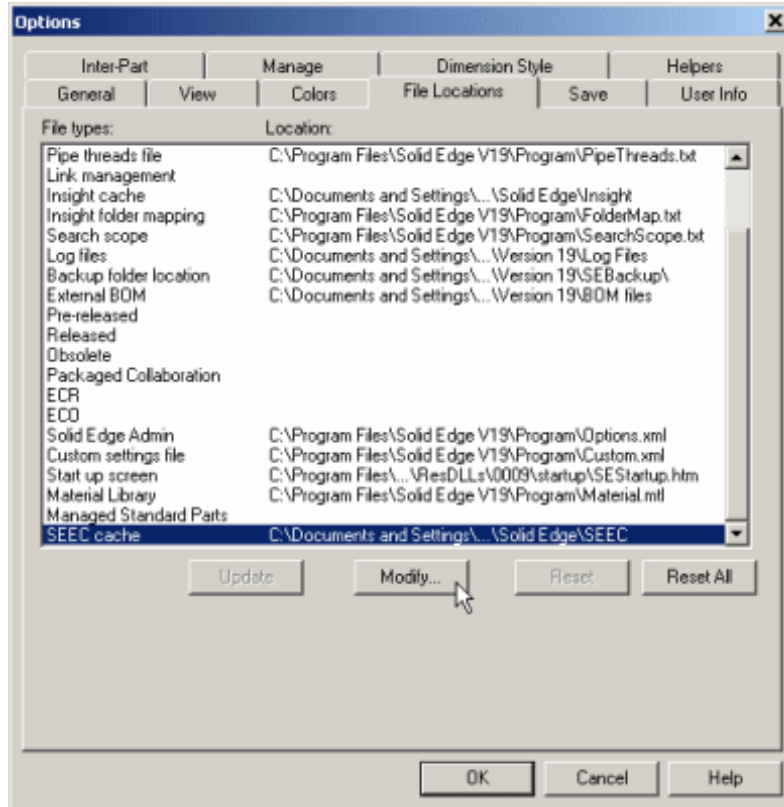 Options
Inter-Part Manage Dimension Style Helpers
General View Colors File Locations Save User Info
File types: Location:
Pipe threads file C:\Program Files\Solid Edge V19\Program\PipeThreads.txt
Link management
Insight cache C:\Documents and Settings\...\Solid Edge\Insight
Insight folder mapping C:\Program Files\Solid Edge V19\Program\FolderMap.txt
Search scope C:\Program Files\Solid Edge V19\Program\SearchScope.txt
Log files C:\Documents and Settings\...\Version 19\Log Files
Backup folder location C:\Documents and Settings\...\Version 19\SEBackup\
External BOM C:\Documents and Settings\...\Version 19\BOM files
Pre-released
Released
Obsolete
Packaged Collaboration
ECR
ECO
Solid Edge Admin C:\Program Files\Solid Edge V19\Program\Options.xml
Custom settings file C:\Program Files\Solid Edge V19\Program\Custom.xml
Start up screen C:\Program Files\...\ResDLLs\0009\startup\SEStartup.htm
Material Library C:\Program Files\Solid Edge V19\Program\Material.mtl
Managed Standard Parts
SEEC cache C:\Documents and Settings\...\Solid Edge\SEEC
Update Modify... Reset Reset All
OK Cancel Help